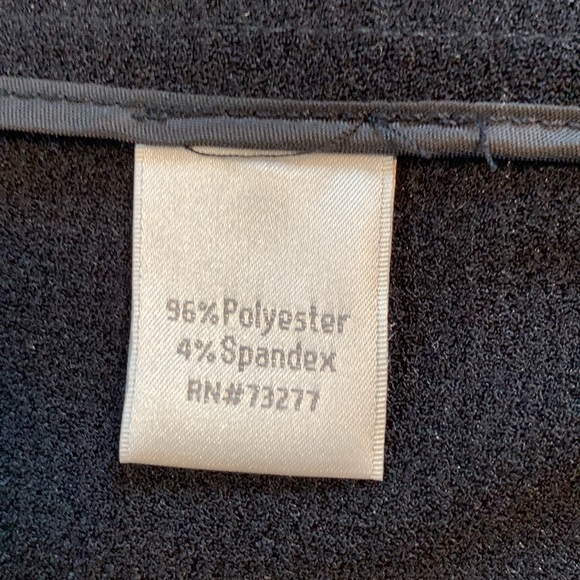 96% Polyester
4% Spandex
RN#73277